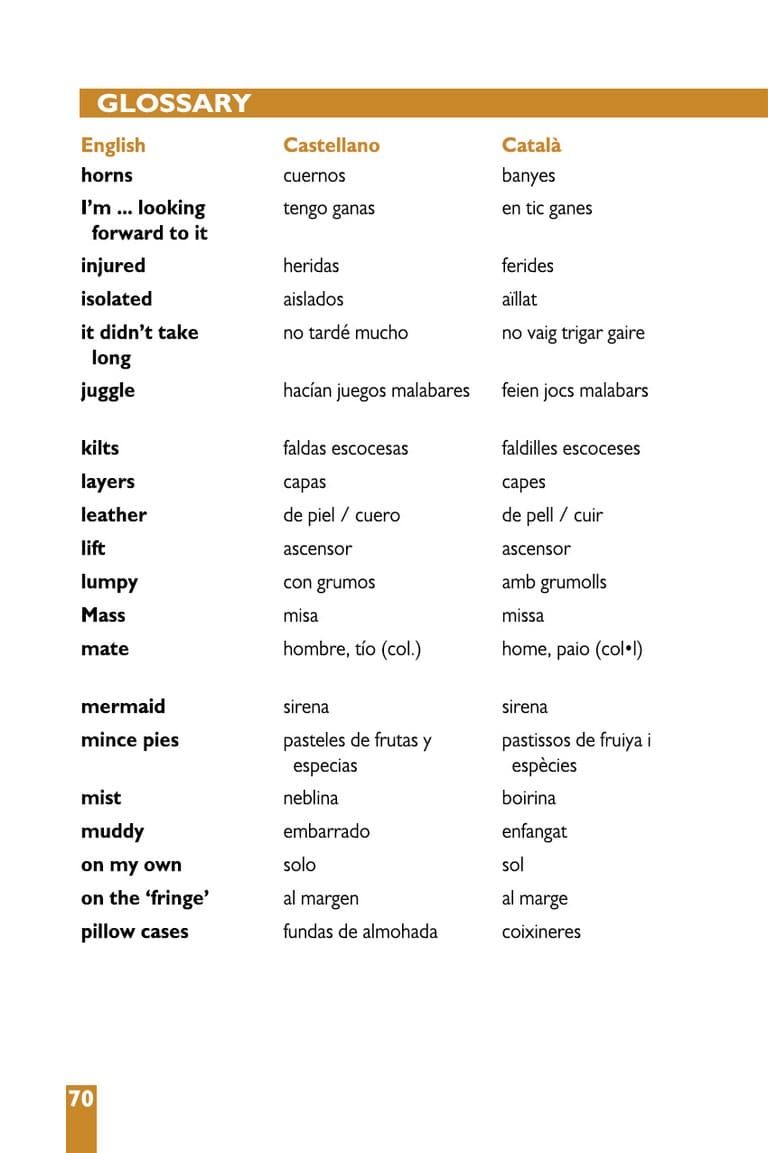 GLOSSARY
English Castellano Català
horns cuernos banyes
I’m ... looking tengo ganas en tic ganes
forward to it
injured heridas ferides
isolated aislados aïllat
it didn’t take no tardé mucho no vaig trigar gaire
long
juggle hacían juegos malabares feien jocs malabars
kilts faldas escocesas faldilles escoceses
layers capas capes
leather de piel / cuero de pell / cuir
lift ascensor ascensor
lumpy con grumos amb grumolls
Mass misa missa
mate hombre, tío (col.) home, paio (col•l)
mermaid sirena sirena
mince pies pasteles de frutas y pastissos de fruiya i
especias espècies
mist neblina boirina
muddy embarrado enfangat
on my own solo sol
on the ‘fringe’ al margen al marge
pillow cases fundas de almohada coixineres
70